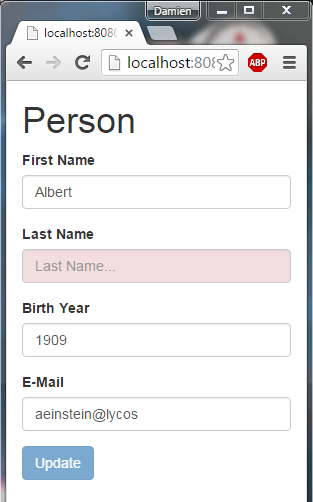 Damien
localhost:8080
localhost:808
ABP
Person
First Name
Albert
Last Name
Last Name...
Birth Year
1909
E-Mail
aeinstein@lycos
Update